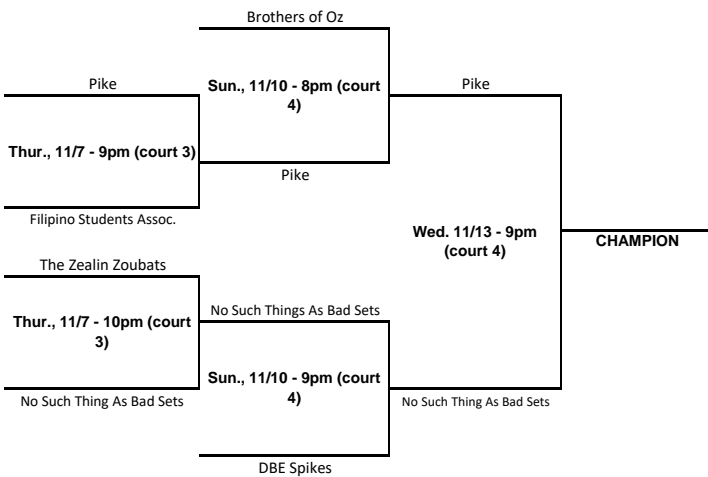 Brothers of Oz
Pike
Sun., 11/10 - 8pm (court
4)
Pike
Thur., 11/7 - 9pm (court 3)
Pike
Filipino Students Assoc.
Wed. 11/13 - 9pm
(court 4)
CHAMPION
The Zealin Zoubats
No Such Things As Bad Sets
Thur., 11/7 - 10pm (court
3)
Sun., 11/10 - 9pm (court
4)
No Such Thing As Bad Sets
No Such Thing As Bad Sets
DBE Spikes